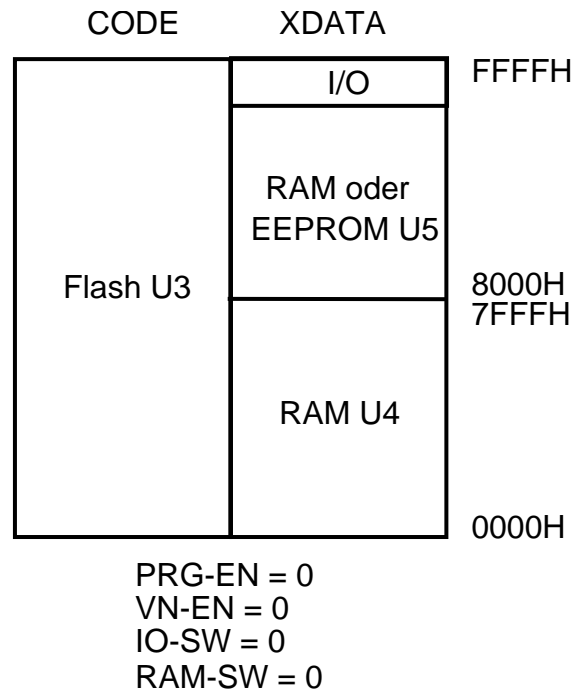 CODE XDATA
I/O FFFFH
RAM oder
EEPROM U5
Flash U3 8000H
7FFFH
RAM U4
0000H
PRG-EN = 0
VN-EN = 0
IO-SW = 0
RAM-SW = 0